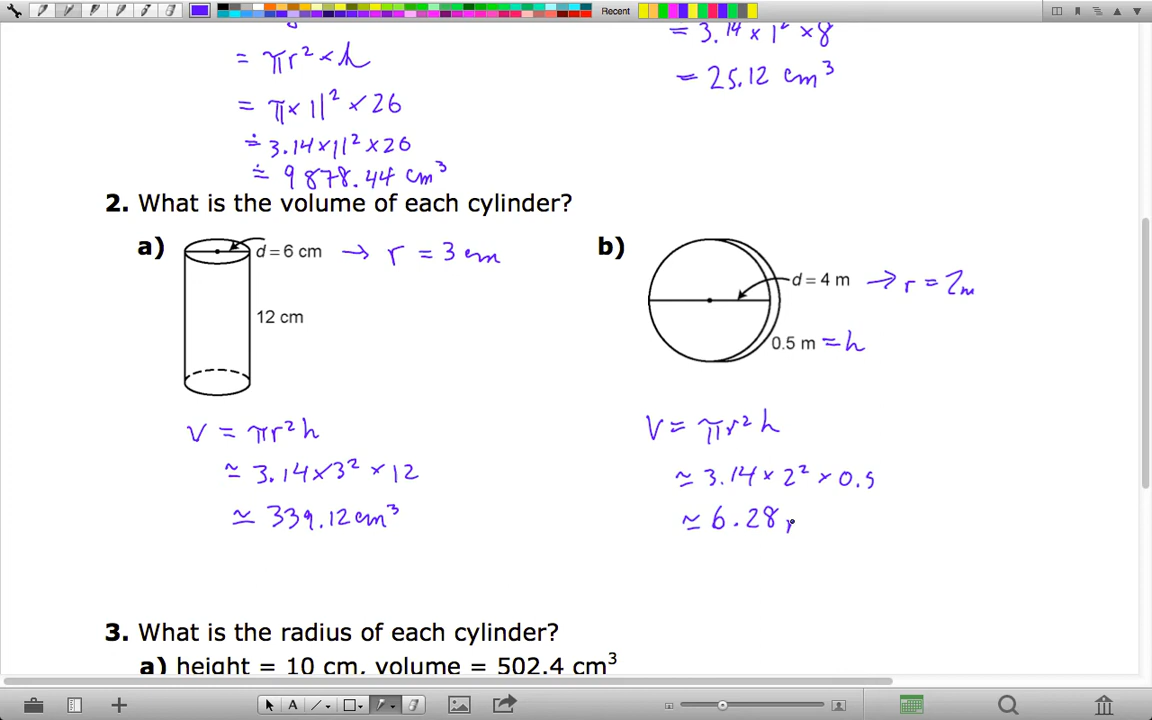 Recent
= πr² × h
= π × 11² × 26
≐ 3.14 × 11² × 26
≐ 9878.44 cm³
= 3.14 × 1² × 8
= 25.12 cm³
2. What is the volume of each cylinder?
a)
d = 6 cm → r = 3 cm
12 cm
V = πr²h
≃ 3.14 × 3² × 12
≃ 339.12 cm³
b)
d = 4 m → r = 2m
0.5 m = h
V = πr²h
≃ 3.14 × 2² × 0.5
≃ 6.28
3. What is the radius of each cylinder?
a) height = 10 cm, volume = 502.4 cm³